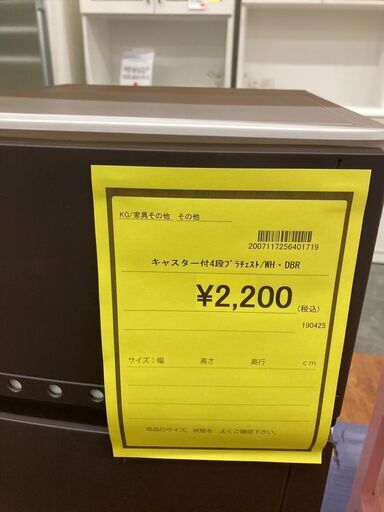 KG/家具その他 その他
2007117256401719
キャスター付4段ﾌﾟﾗﾁｪｽﾄ/WH・DBR
¥2,200(税込)
190425
サイズ:幅 高さ 奥行 cm
商品のサイズ、状態を よくご確認下さい。